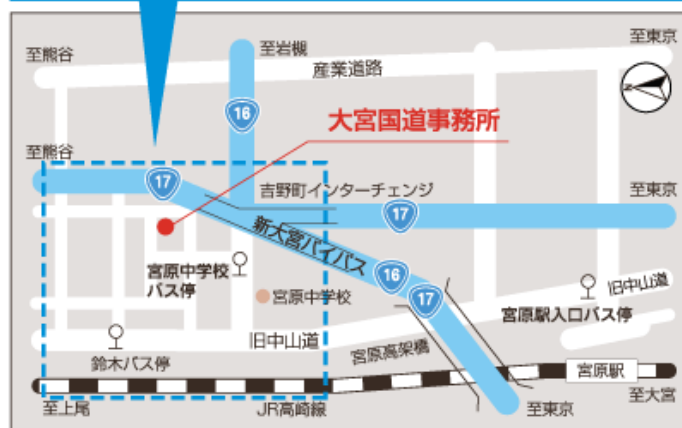 至熊谷
至岩槻
至東京
産業道路
N
16
大宮国道事務所
至熊谷
17
吉野町インターチェンジ
17
至東京
新大宮バイパス
宮原中学校
バス停
16
17
宮原中学校
旧中山道
宮原駅入口バス停
旧中山道
宮原高架橋
鈴木バス停
宮原駅
至上尾
JR高崎線
至東京
至大宮